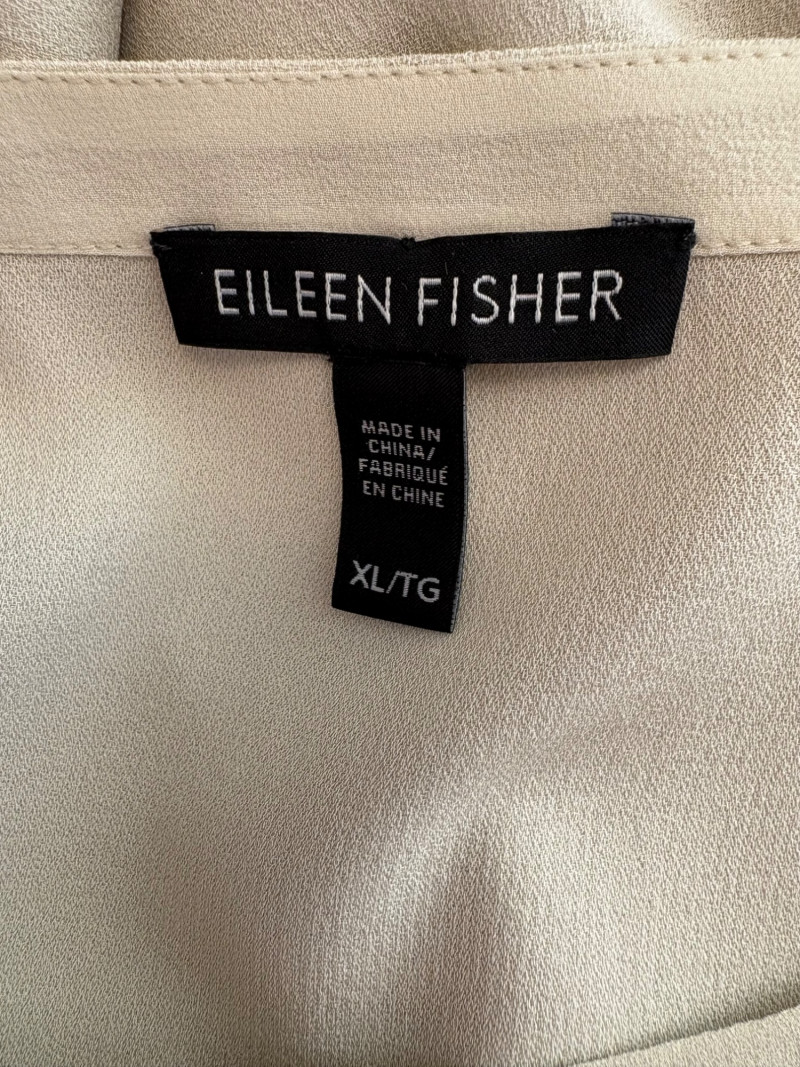 EILEEN FISHER
MADE IN
CHINA/
FABRIQUÉ
EN CHINE
XL/TG